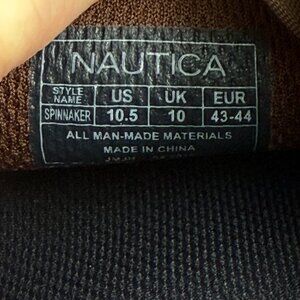 NAUTICA
STYLE NAME US UK EUR
SPINNAKER 10.5 10 43-44
ALL MAN-MADE MATERIALS
MADE IN CHINA